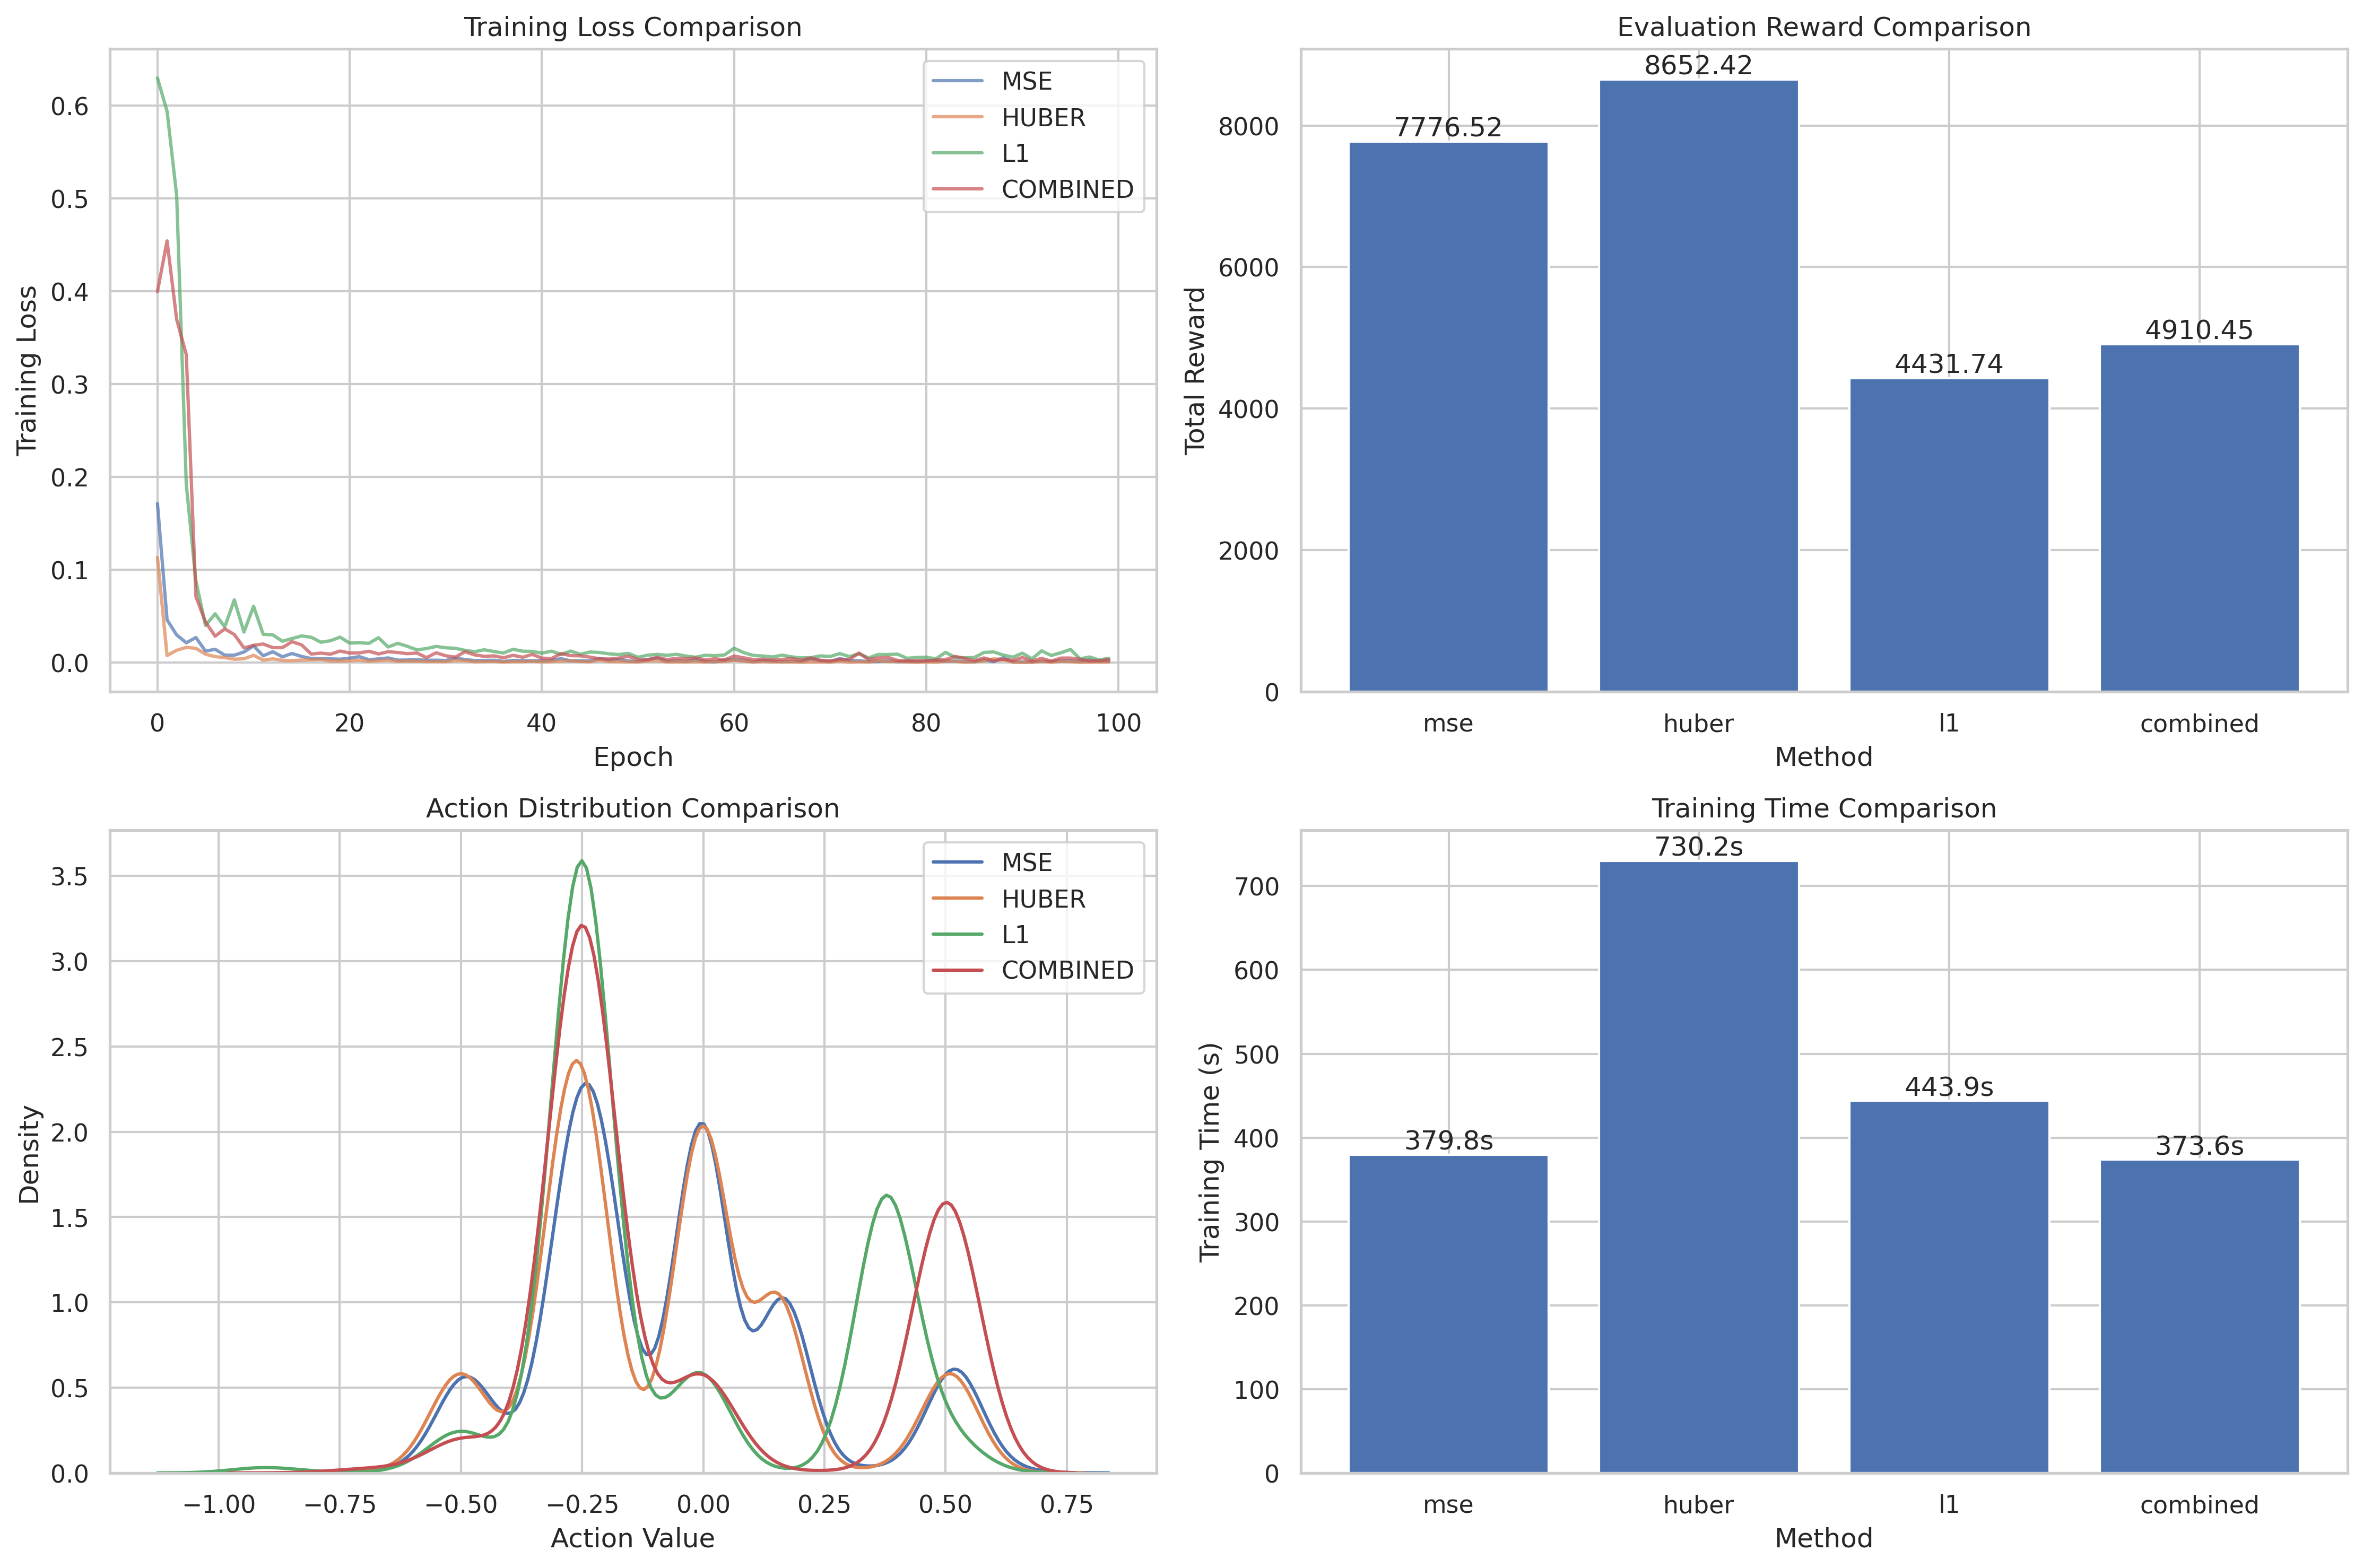 Training Loss Comparison
Training Loss
0.6
0.5
0.4
0.3
0.2
0.1
0.0
MSE
HUBER
L1
COMBINED
0 20 40 60 80 100
Epoch
Evaluation Reward Comparison
Total Reward
8000
6000
4000
2000
0
7776.52
8652.42
4431.74
4910.45
mse huber l1 combined
Method
Action Distribution Comparison
Density
3.5
3.0
2.5
2.0
1.5
1.0
0.5
0.0
MSE
HUBER
L1
COMBINED
−1.00 −0.75 −0.50 −0.25 0.00 0.25 0.50 0.75
Action Value
Training Time Comparison
Training Time (s)
700
600
500
400
300
200
100
0
379.8s
730.2s
443.9s
373.6s
mse huber l1 combined
Method